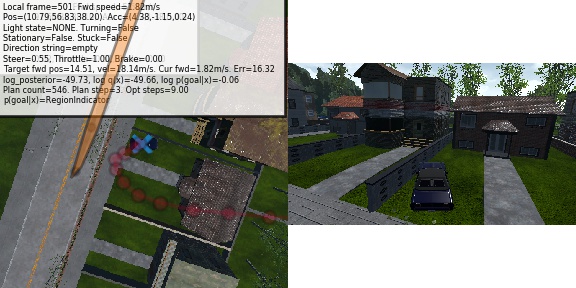 Local frame=501. Fwd speed=1.82m/s
Pos=(10.79,56.83,38.20). Acc=(4.38,-1.15,0.24)
Light state=NONE. Turning=False
Stationary=False. Stuck=False
Direction string=empty
Steer=0.55, Throttle=1.00, Brake=0.00
Target fwd pos=14.51, vel=18.14m/s. Cur fwd=1.82m/s. Err=16.32
log_posterior=-49.73, log q(x)=-49.66, log p(goal|x)=-0.06
Plan count=546. Plan step=3. Opt steps=9.00
p(goal|x)=RegionIndicator